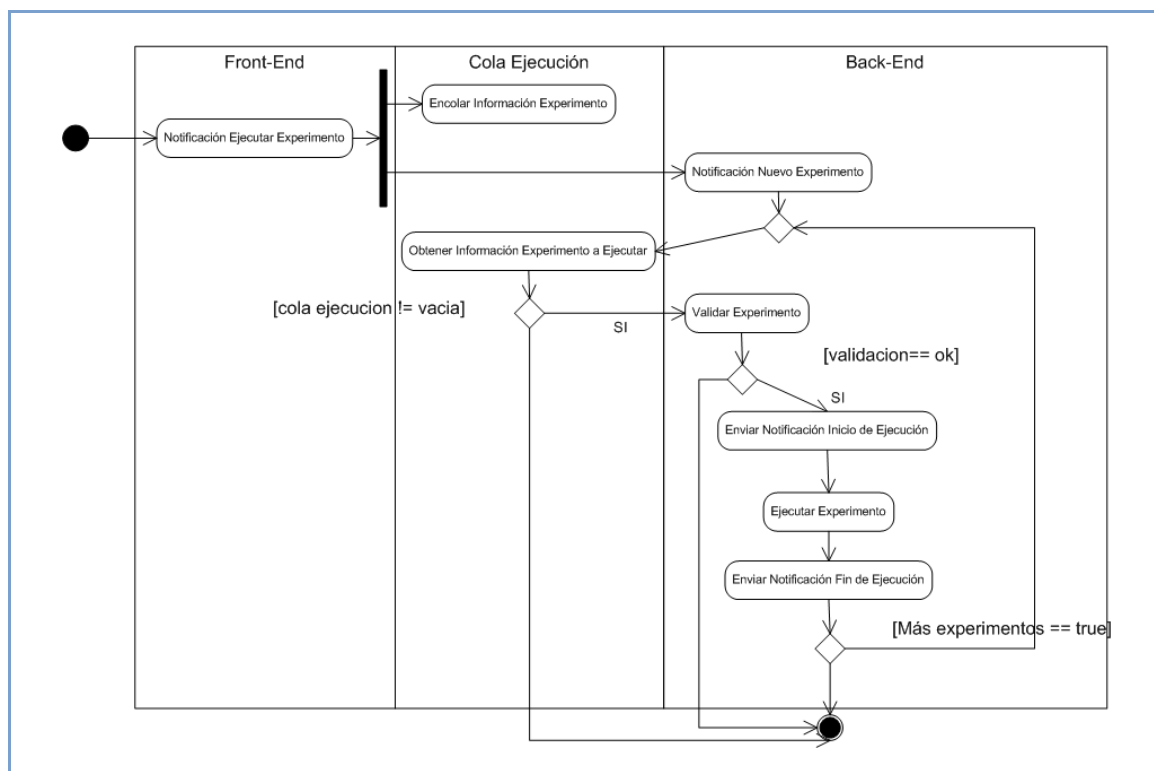 Front-End
Cola Ejecución
Back-End
Encolar Información Experimento
Notificación Ejecutar Experimento
Notificación Nuevo Experimento
Obtener Información Experimento a Ejecutar
[cola ejecucion != vacia]
SI
Validar Experimento
[validacion== ok]
SI
Enviar Notificación Inicio de Ejecución
Ejecutar Experimento
Enviar Notificación Fin de Ejecución
[Más experimentos == true]